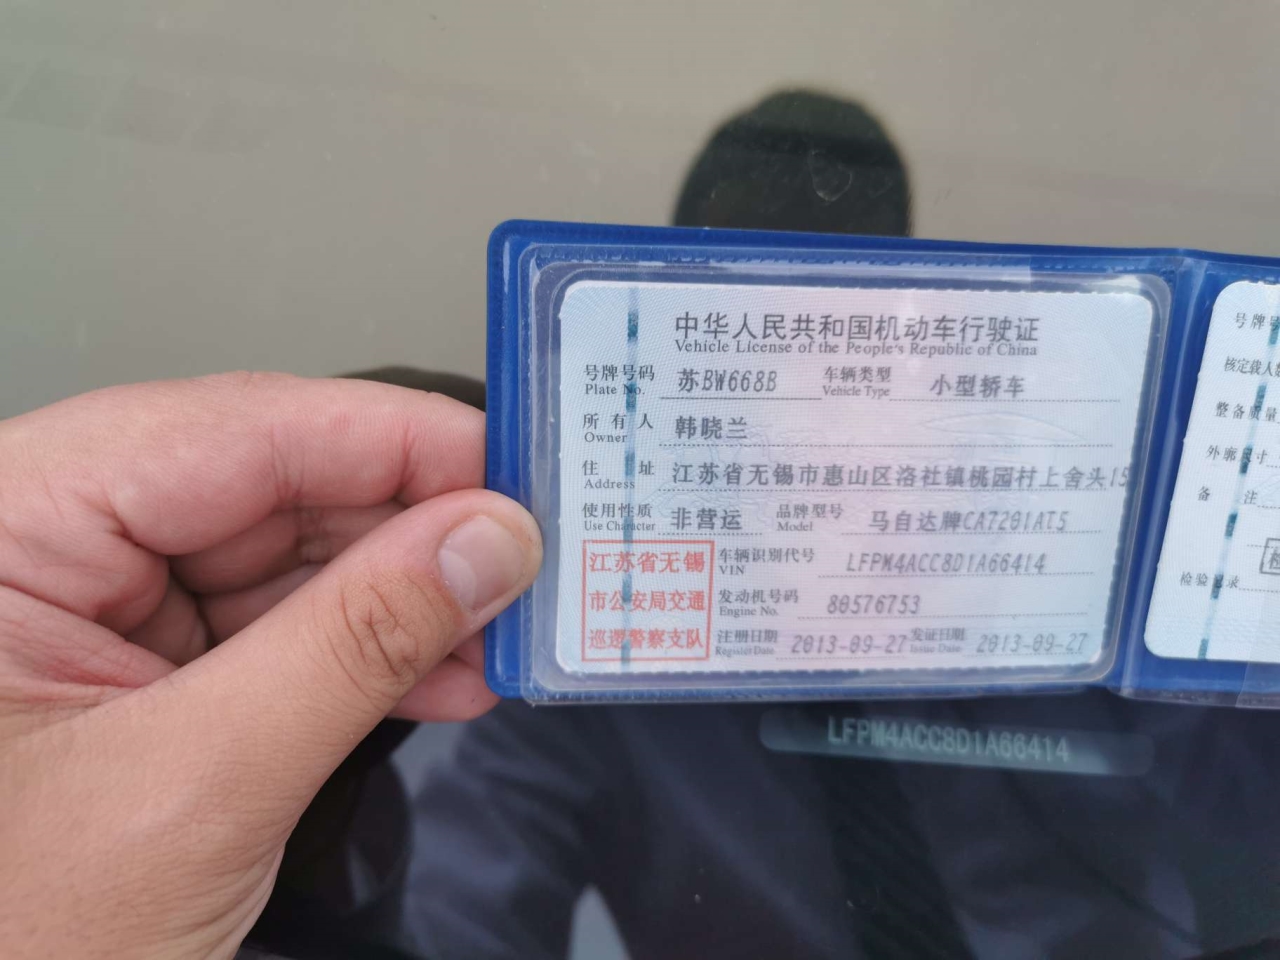 中华人民共和国机动车行驶证
Vehicle License of the People's Republic of China
号牌号码 苏BW668B 车辆类型 小型轿车
Plate No. Vehicle Type
所有人 韩晓兰
Owner
住址 江苏省无锡市惠山区洛社镇桃园村上舍头15
Address
使用性质 非营运 品牌型号 马自达牌CA7201AT5
Use Character Model
江苏省无锡
市公安局交通
巡逻警察支队
车辆识别代号 LFPM4ACC8D1A66414
VIN
发动机号码 80576753
Engine No.
注册日期 2013-09-27 发证日期 2013-09-27
Register Date Issue Date
号牌号
核定载人数
整备质量
外廓尺寸
备注
检验记录
LFPM4ACC8D1A66414